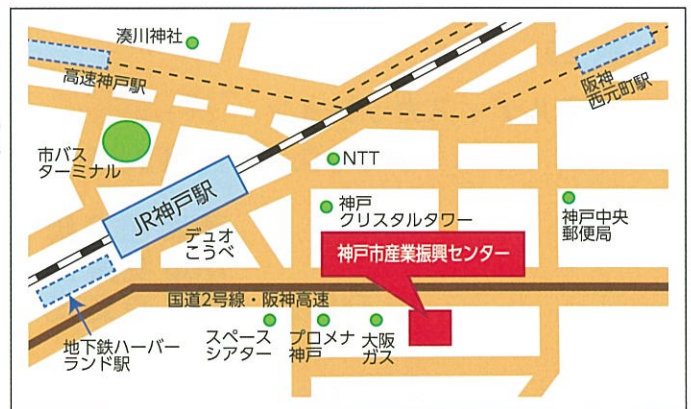 湊川神社
高速神戸駅
阪神
西元町駅
市バス
ターミナル
NTT
JR神戸駅
神戸
クリスタルタワー
神戸中央
郵便局
デュオ
こうべ
神戸市産業振興センター
国道2号線・阪神高速
スペース
シアター
プロメナ
神戸
大阪
ガス
地下鉄ハーバー
ランド駅